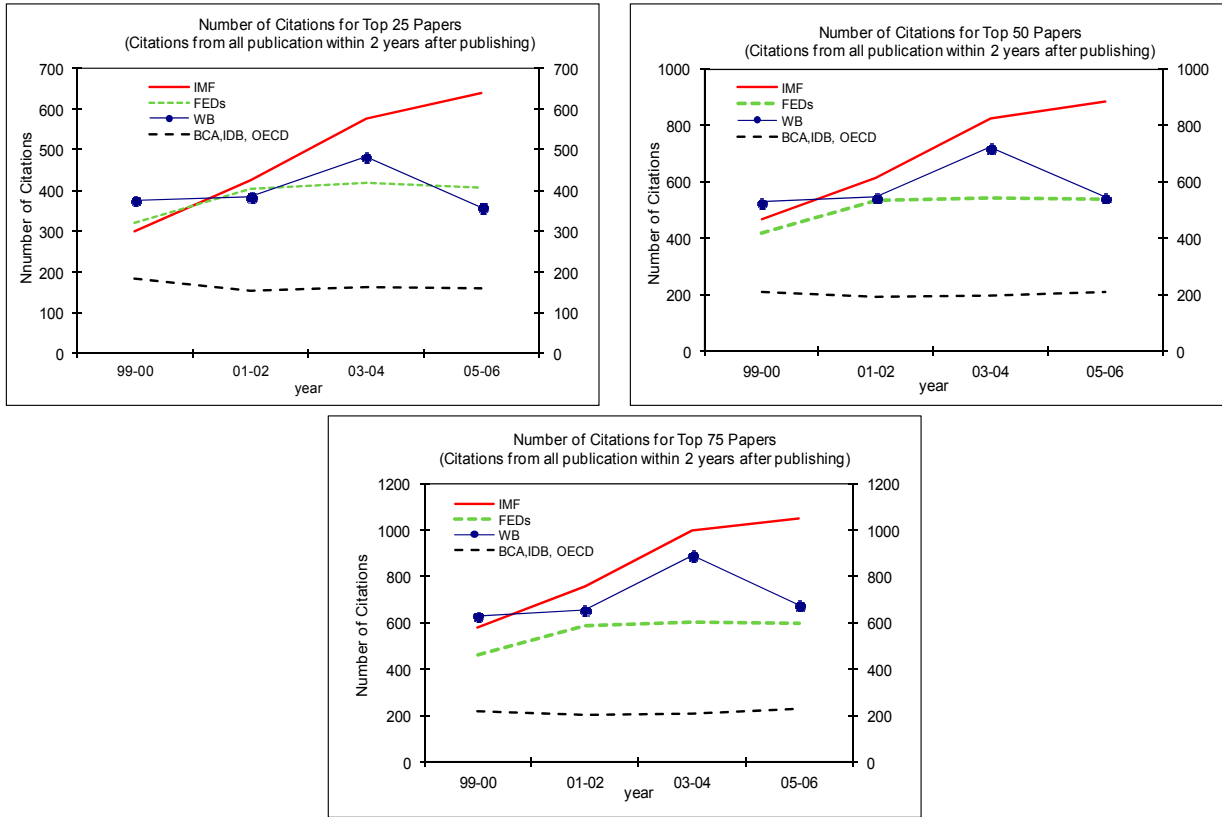 Number of Citations for Top 25 Papers
(Citations from all publication within 2 years after publishing)
Nnumber of Citations
700
600
500
400
300
200
100
0
IMF
FEDs
WB
BCA,IDB, OECD
700
600
500
400
300
200
100
0
99-00 01-02 03-04 05-06
year
Number of Citations for Top 50 Papers
(Citations from all publication within 2 years after publishing)
Number of Citations
1000
800
600
400
200
0
IMF
FEDs
WB
BCA,IDB, OECD
1000
800
600
400
200
0
99-00 01-02 03-04 05-06
year
Number of Citations for Top 75 Papers
(Citations from all publication within 2 years after publishing)
Number of Citations
1200
1000
800
600
400
200
0
IMF
FEDs
WB
BCA,IDB, OECD
1200
1000
800
600
400
200
0
99-00 01-02 03-04 05-06
year